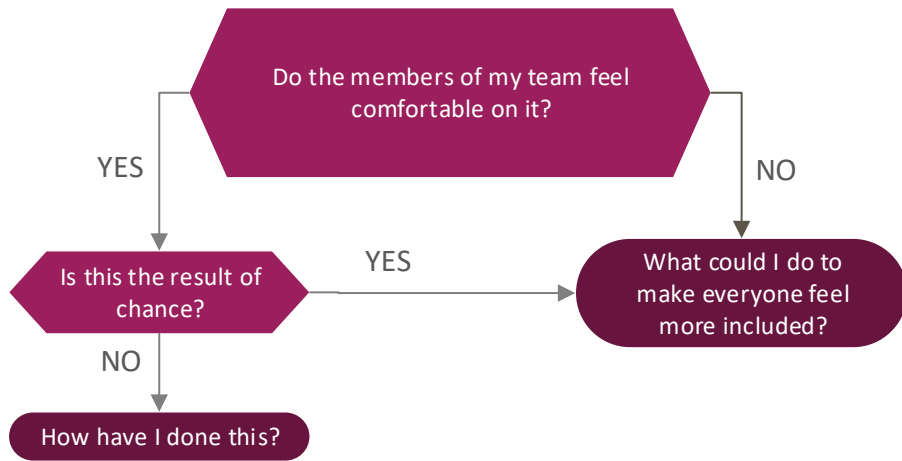 Do the members of my team feel
comfortable on it?
YES
NO
Is this the result of
chance?
YES
What could I do to
make everyone feel
more included?
NO
How have I done this?